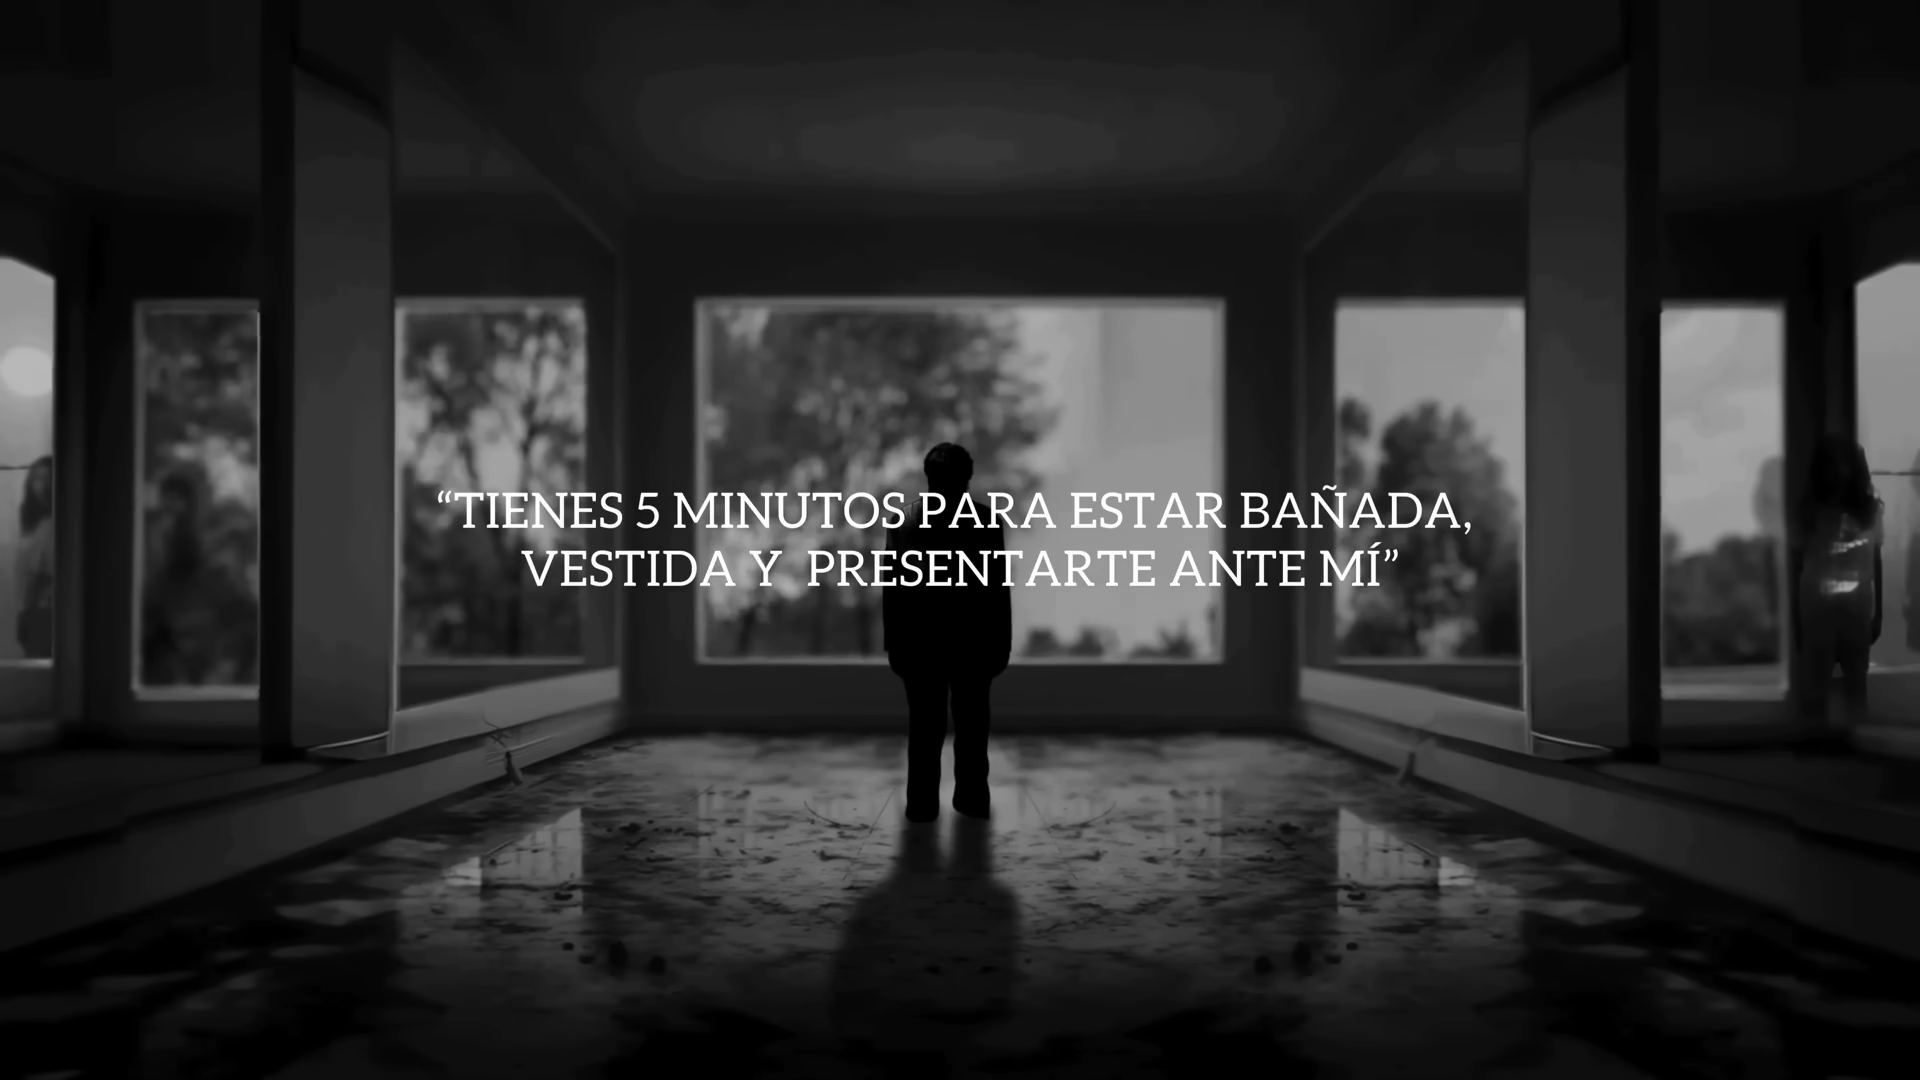 “TIENES 5 MINUTOS PARA ESTAR BAÑADA,
VESTIDA Y PRESENTARTE ANTE MÍ”